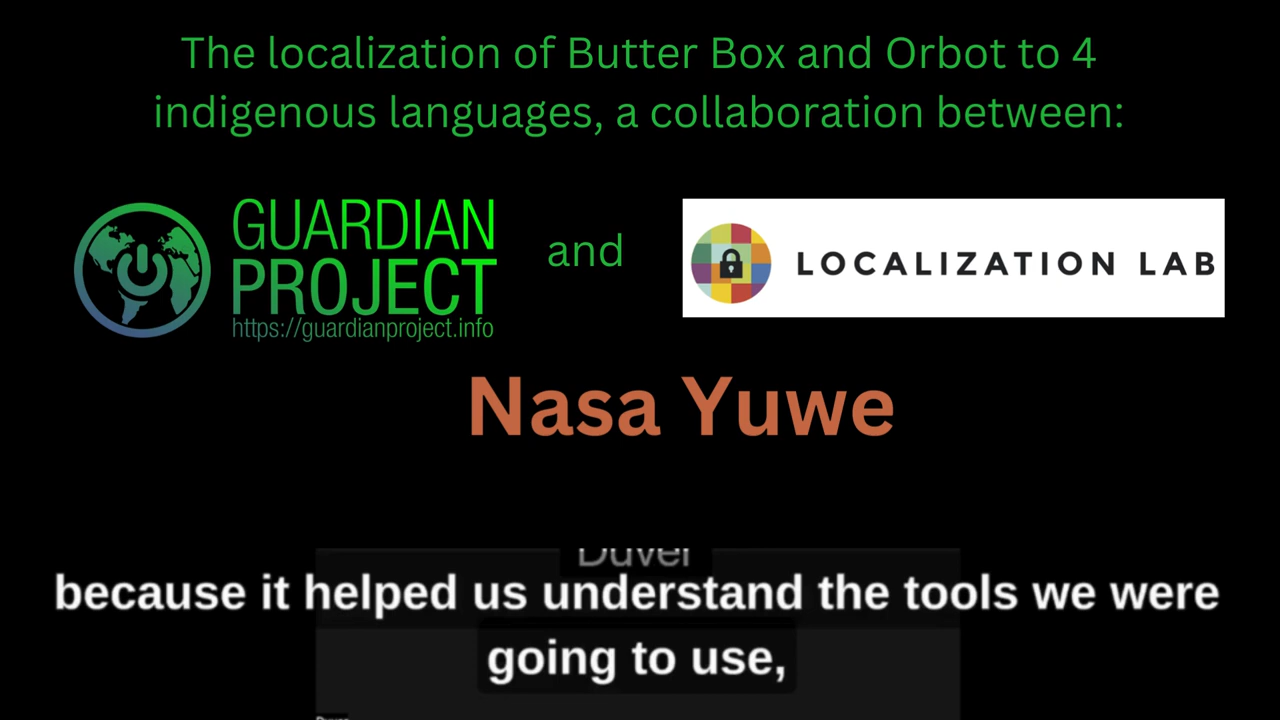 The localization of Butter Box and Orbot to 4
indigenous languages, a collaboration between:
GUARDIAN
PROJECT
https://guardianproject.info
and
LOCALIZATION LAB
Nasa Yuwe
Duver
because it helped us understand the tools we were
going to use,